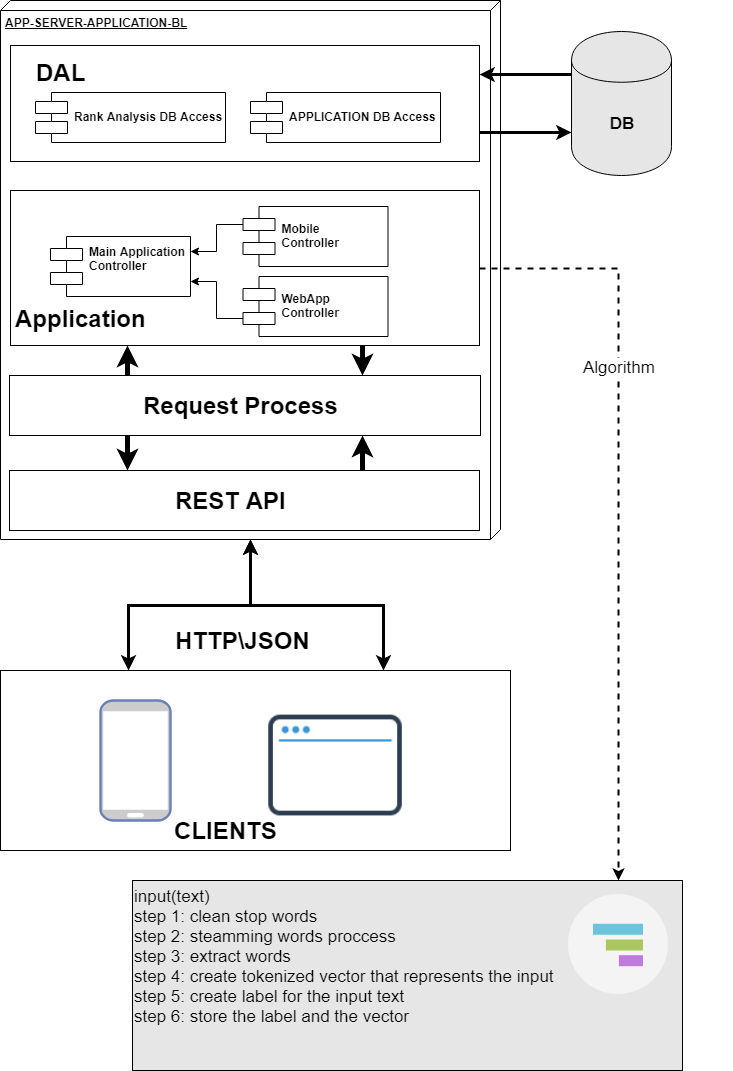 APP-SERVER-APPLICATION-BL
DAL
Rank Analysis DB Access
APPLICATION DB Access
DB
Mobile
Controller
Main Application
Controller
WebApp
Controller
Application
Algorithm
Request Process
REST API
HTTP\JSON
CLIENTS
input(text)
step 1: clean stop words
step 2: steamming words proccess
step 3: extract words
step 4: create tokenized vector that represents the input
step 5: create label for the input text
step 6: store the label and the vector